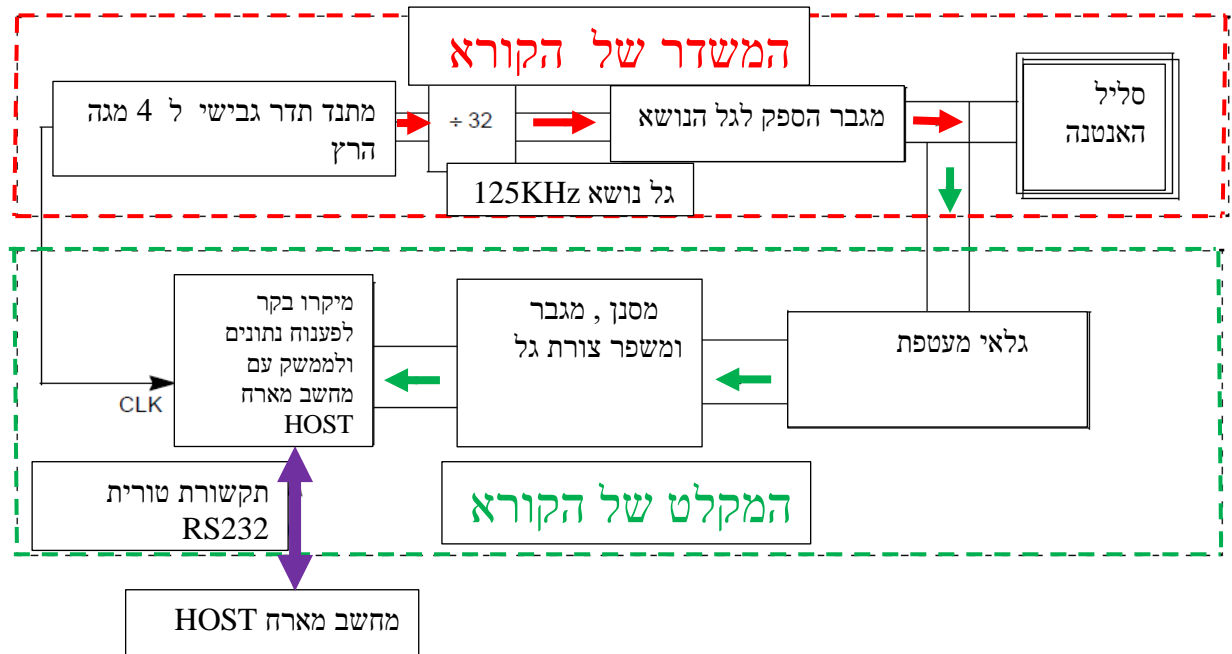 המשדר של הקורא
מתנד תדר גבישי ל 4 מגה
הרץ
÷ 32
מגבר הספק לגל הנושא
סליל
האנטנה
גל נושא 125KHz
מיקרו בקר
לפענוח נתונים
ולממשק עם
מחשב מארח
HOST
CLK
מסנן , מגבר
ומשפר צורת גל
גלאי מעטפת
תקשורת טורית
RS232
המקלט של הקורא
מחשב מארח HOST